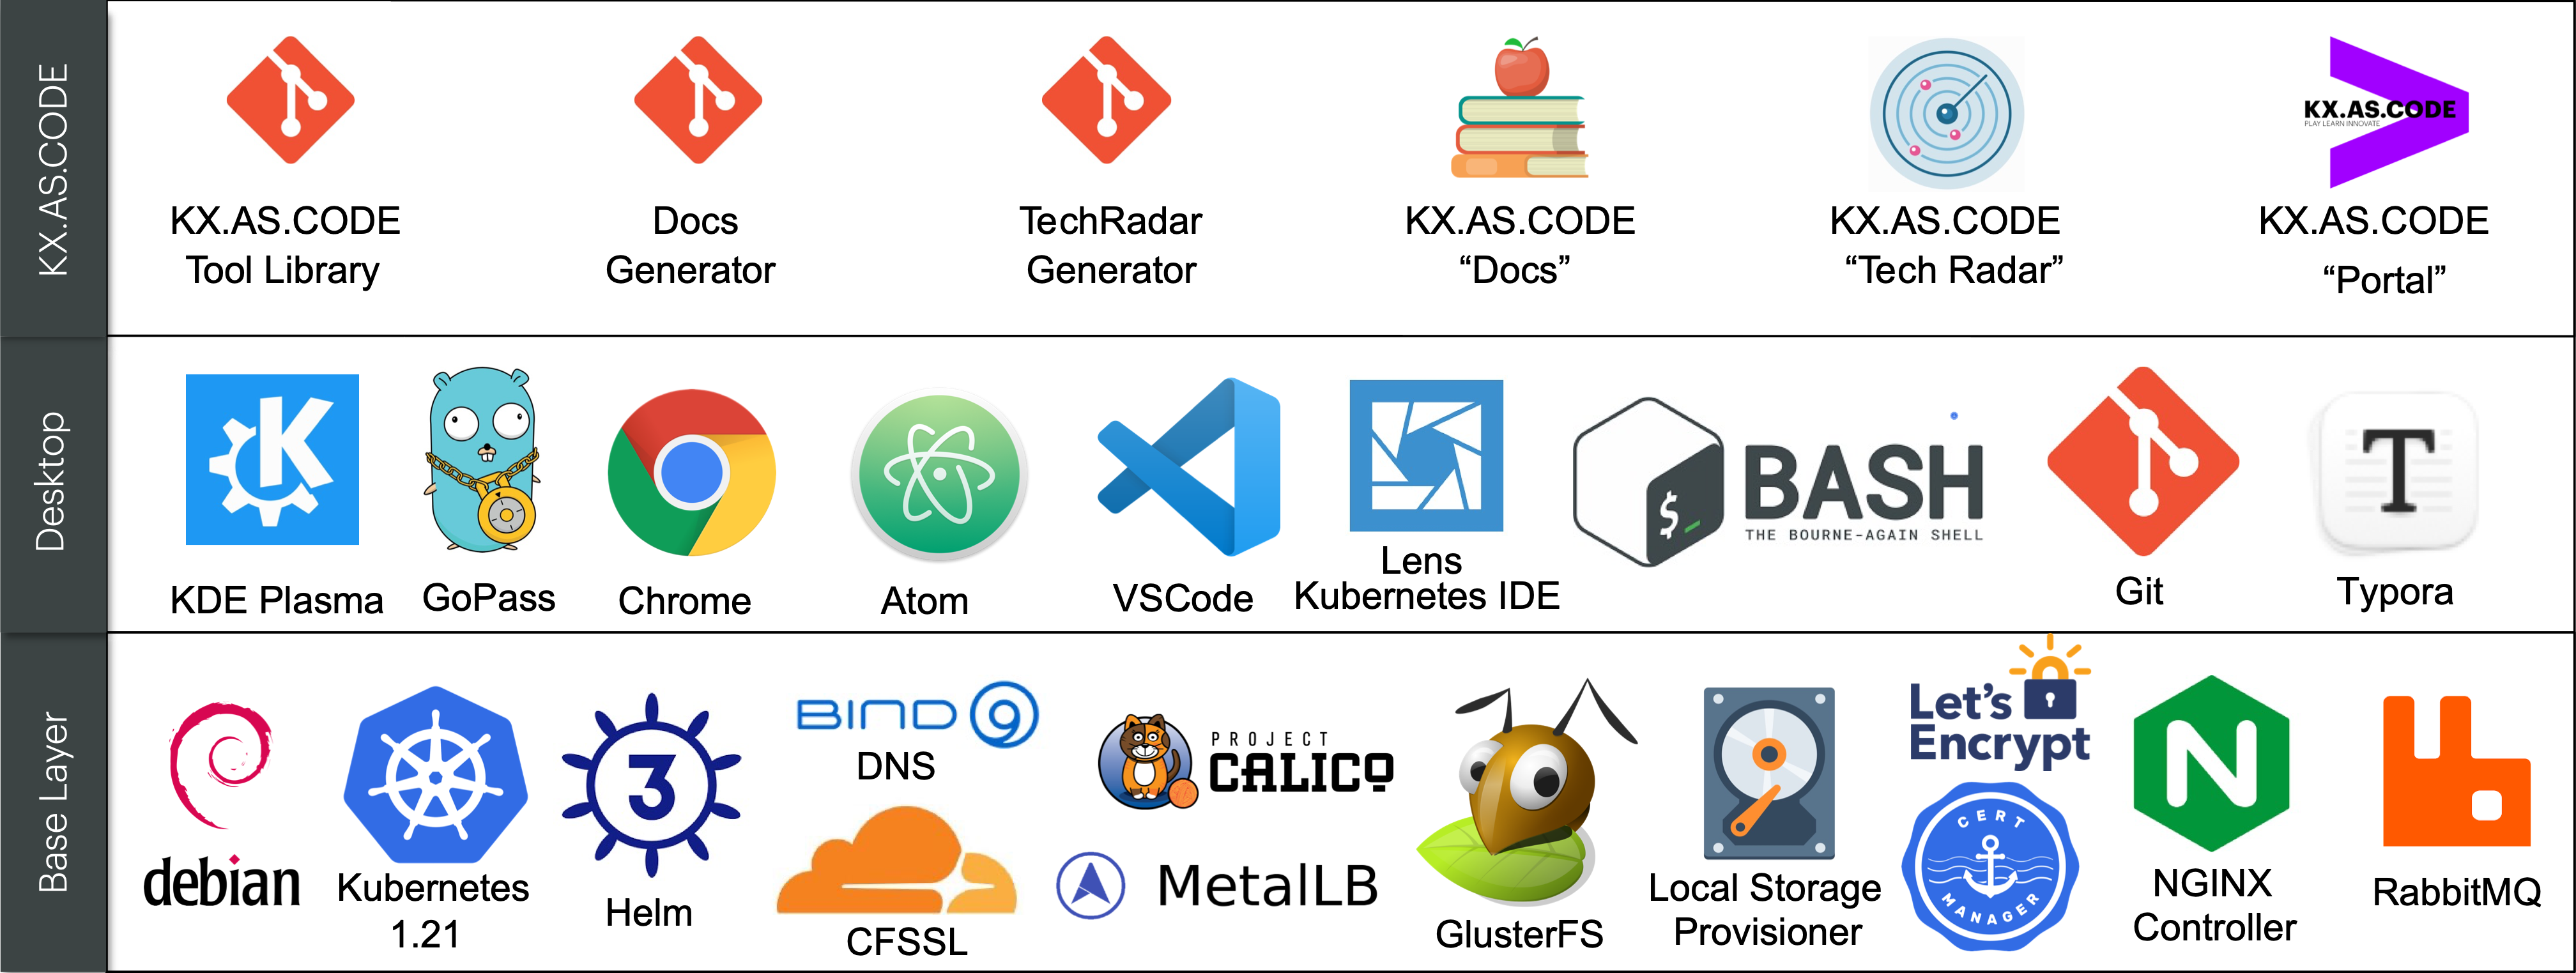 KX.AS.CODE
KX.AS.CODE
Tool Library
Docs
Generator
TechRadar
Generator
KX.AS.CODE
“Docs”
KX.AS.CODE
“Tech Radar”
KX.AS.CODE
PLAY LEARN INNOVATE
KX.AS.CODE
“Portal”
Desktop
KDE Plasma
GoPass
Chrome
Atom
VSCode
Lens
Kubernetes IDE
$_
BASH
THE BOURNE-AGAIN SHELL
Git
T
Typora
Base Layer
debian
Kubernetes
1.21
3
Helm
BIND 9
DNS
CFSSL
PROJECT
CALICO
MetalLB
GlusterFS
Local Storage
Provisioner
Let's
Encrypt
CERT
MANAGER
N
NGINX
Controller
RabbitMQ